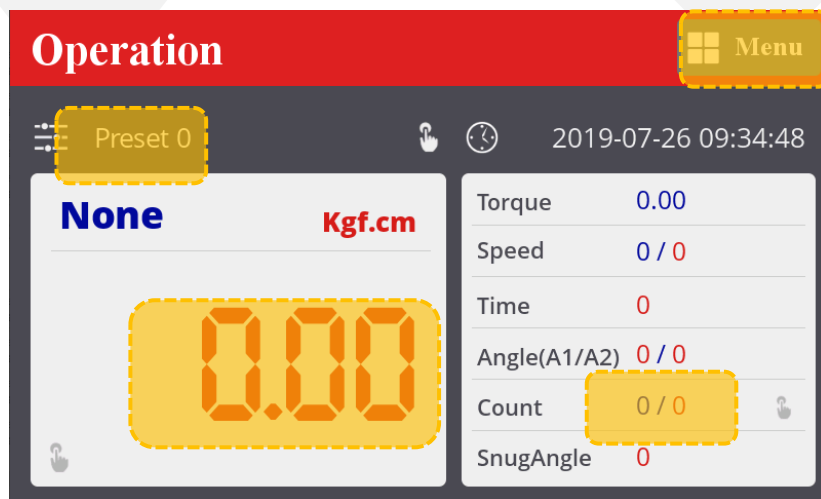 Operation
Menu
Preset 0
2019-07-26 09:34:48
None
Kgf.cm
0.00
Torque 0.00
Speed 0 / 0
Time 0
Angle(A1/A2) 0 / 0
Count 0 / 0
SnugAngle 0